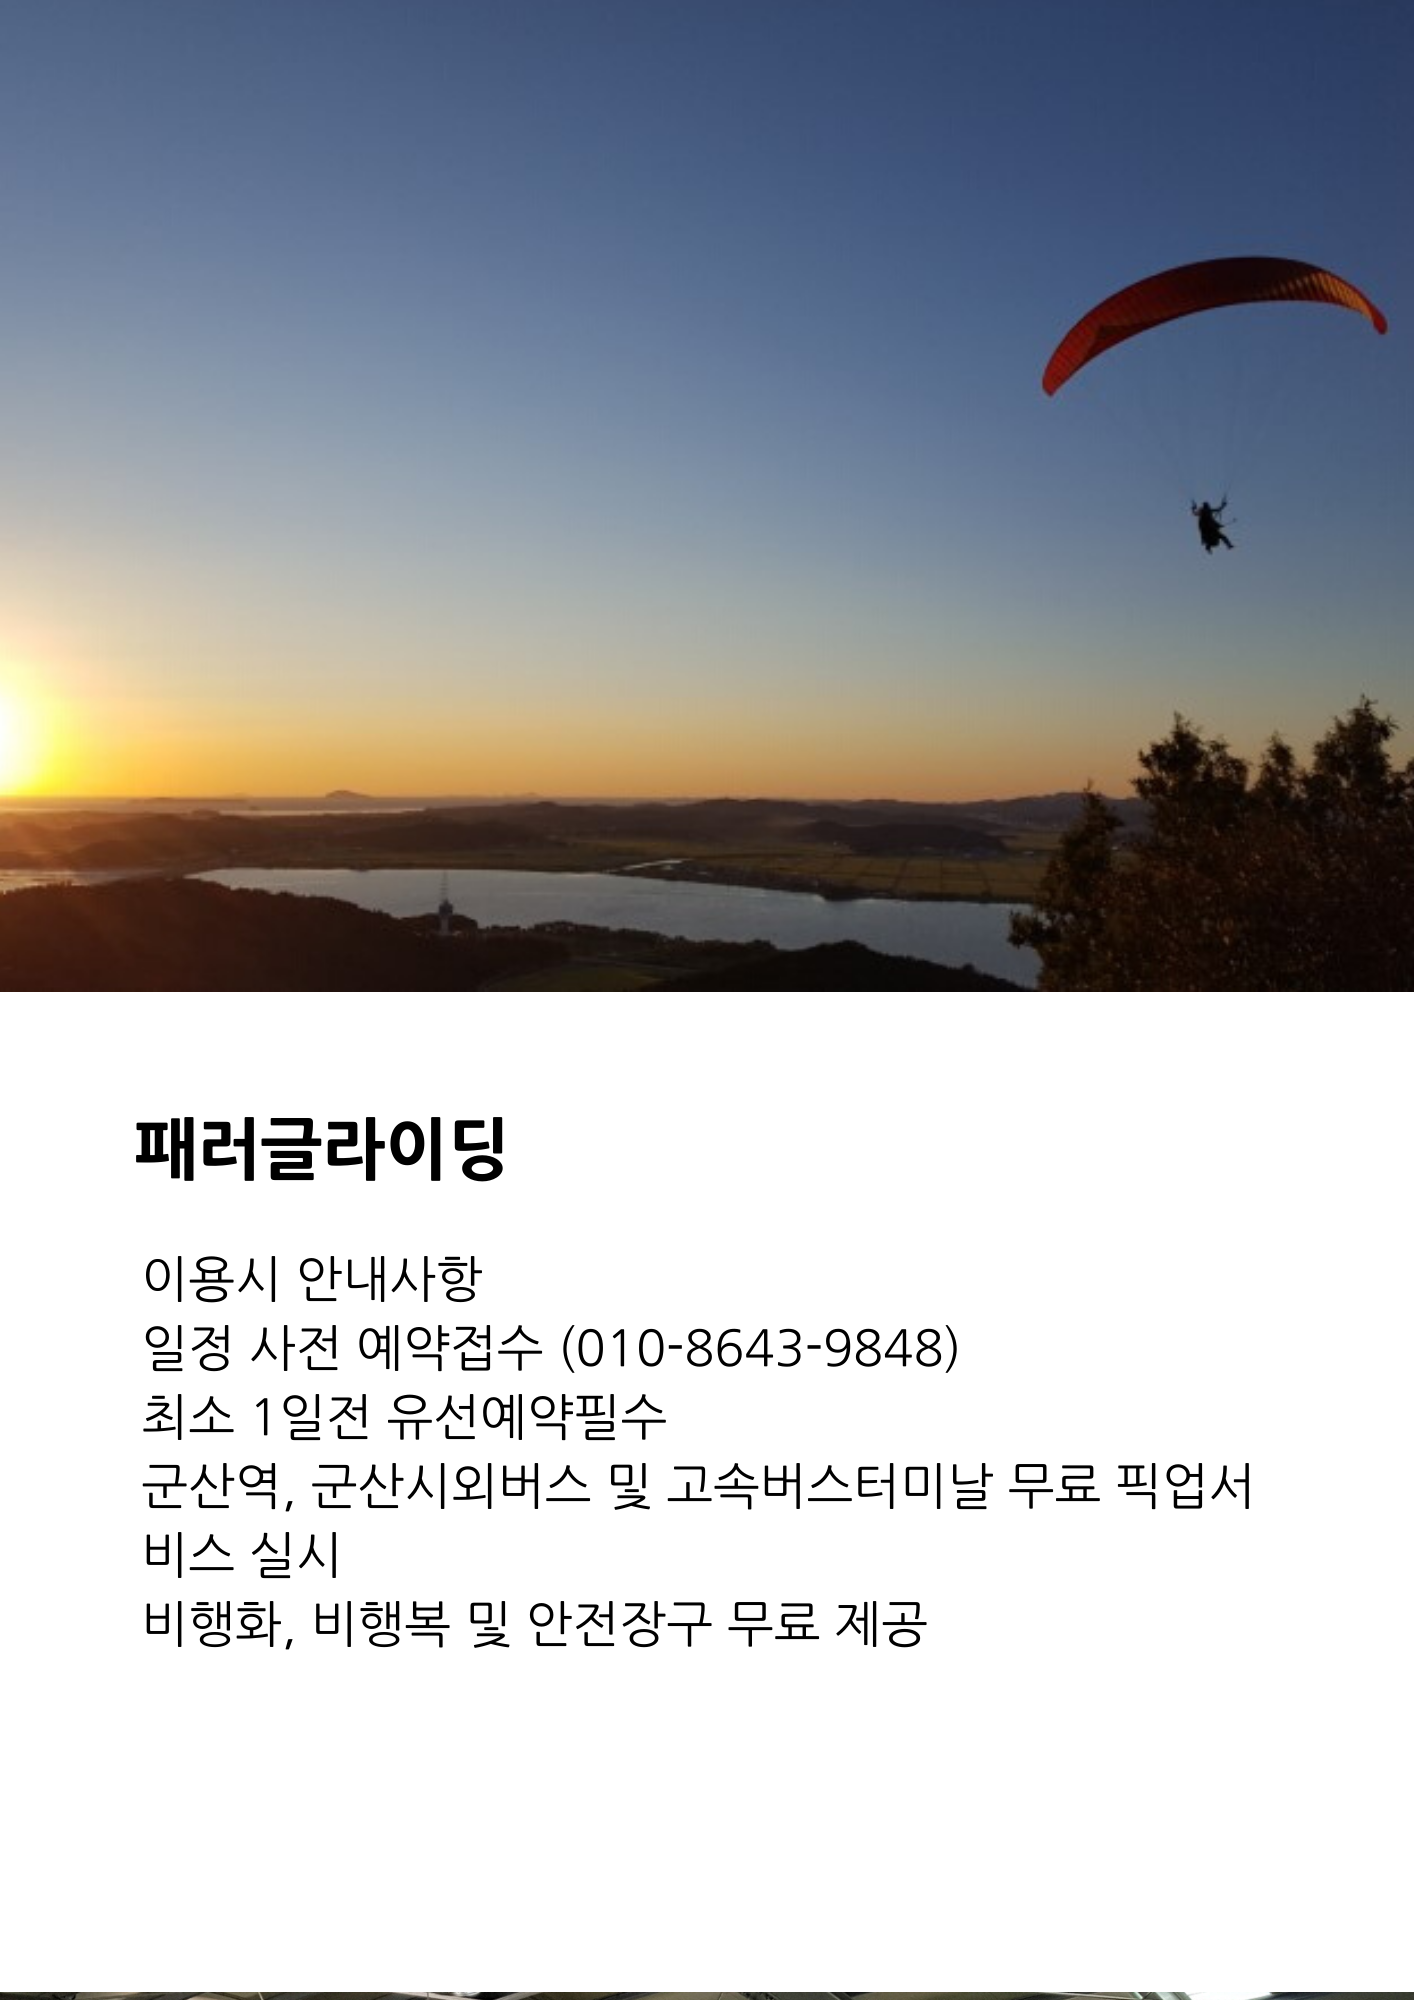 패러글라이딩
이용시 안내사항
일정 사전 예약접수 (010-8643-9848)
최소 1일전 유선예약필수
군산역, 군산시외버스 및 고속버스터미날 무료 픽업서
비스 실시
비행화, 비행복 및 안전장구 무료 제공